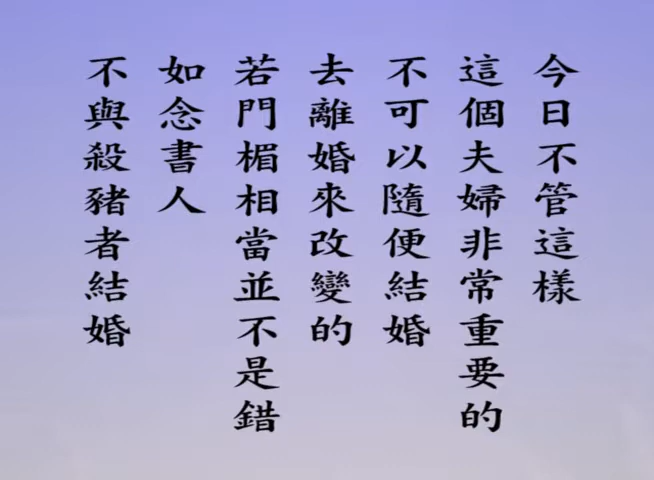 今日不管這樣
這個夫婦非常重要的
不可以隨便結婚
去離婚來改變的
若門楣相當並不是錯
如念書人
不與殺豬者結婚